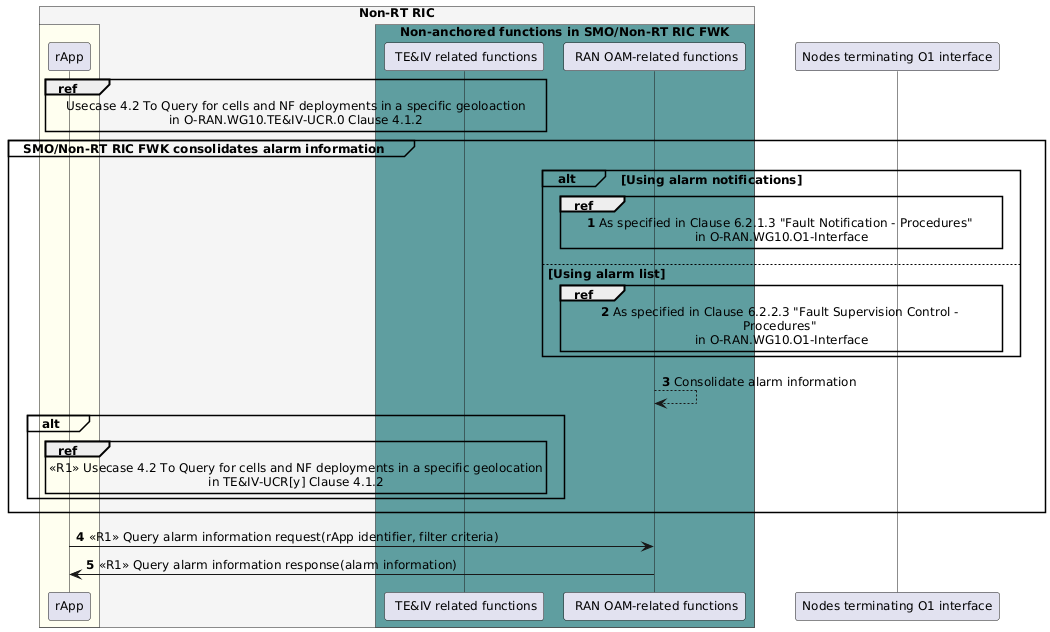 Non-RT RIC
Non-anchored functions in SMO/Non-RT RIC FWK
rApp
TE&IV related functions
RAN OAM-related functions
Nodes terminating O1 interface
ref
Usecase 4.2 To Query for cells and NF deployments in a specific geoloaction
in O-RAN.WG10.TE&IV-UCR.0 Clause 4.1.2
SMO/Non-RT RIC FWK consolidates alarm information
alt
[Using alarm notifications]
ref
1 As specified in Clause 6.2.1.3 "Fault Notification - Procedures"
in O-RAN.WG10.O1-Interface
[Using alarm list]
ref
2 As specified in Clause 6.2.2.3 "Fault Supervision Control -
Procedures"
in O-RAN.WG10.O1-Interface
3 Consolidate alarm information
alt
ref
«R1» Usecase 4.2 To Query for cells and NF deployments in a specific geolocation
in TE&IV-UCR[y] Clause 4.1.2
4 «R1» Query alarm information request(rApp identifier, filter criteria)
5 «R1» Query alarm information response(alarm information)
rApp
TE&IV related functions
RAN OAM-related functions
Nodes terminating O1 interface